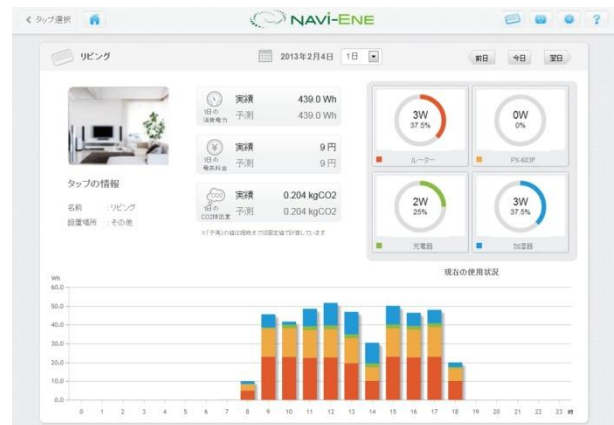 タップ選択
NAVi-ENE
?
リビング
2013年2月4日 1日
前日 今日 翌日
実績 439.0 Wh
1日の
消費電力
予測 439.0 Wh
実績 9 円
1日の
電気料金
予測 9 円
CO2
実績 0.204 kgCO2
1日の
CO2排出量
予測 0.204 kgCO2
3W
37.5%
ルーター
0W
0%
PX-603F
2W
25%
充電器
3W
37.5%
加湿器
タップの情報
名前 : リビング
設置場所 : その他
現在の使用状況
Wh
60.0
50.0
40.0
30.0
20.0
10.0
0.0
0 1 2 3 4 5 6 7 8 9 10 11 12 13 14 15 16 17 18 19 20 21 22 23 時